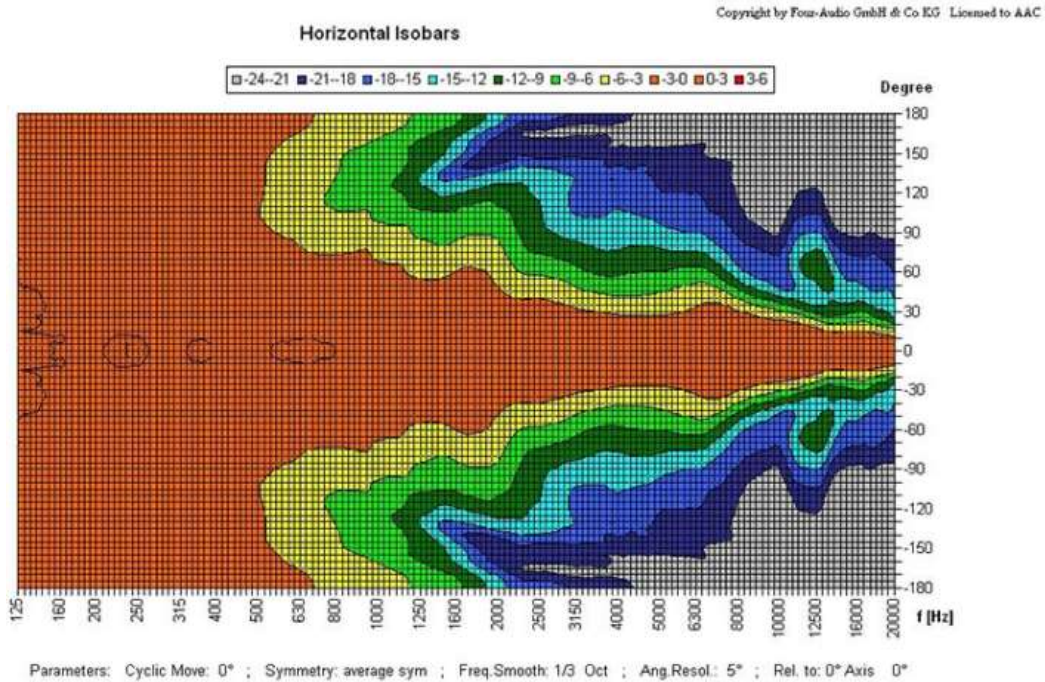 Copyright by Four-Audio GmbH & Co KG Licensed to AAC
Horizontal Isobars
-24--21 -21--18 -18--15 -15--12 -12--9 -9-6 -6-3 -3-0 0-3 3-6
Degree
180
150
120
90
60
30
0
-30
-60
-90
-120
-150
-180
125 160 200 250 315 400 500 630 800 1000 1250 1600 2000 2500 3150 4000 5000 6300 8000 10000 12500 16000 20000
f [Hz]
Parameters: Cyclic Move: 0° ; Symmetry: average sym ; Freq.Smooth: 1/3 Oct ; Ang.Resol.: 5° ; Rel. to: 0° Axis 0°